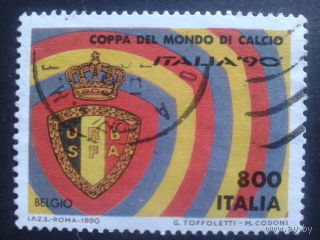 COPPA DEL MONDO DI CALCIO
ITALIA '90
U R B
S F A
BELGIO
800
ITALIA
I.P.Z.S.-ROMA-1990
G. TOFFOLETTI - M. CODONI